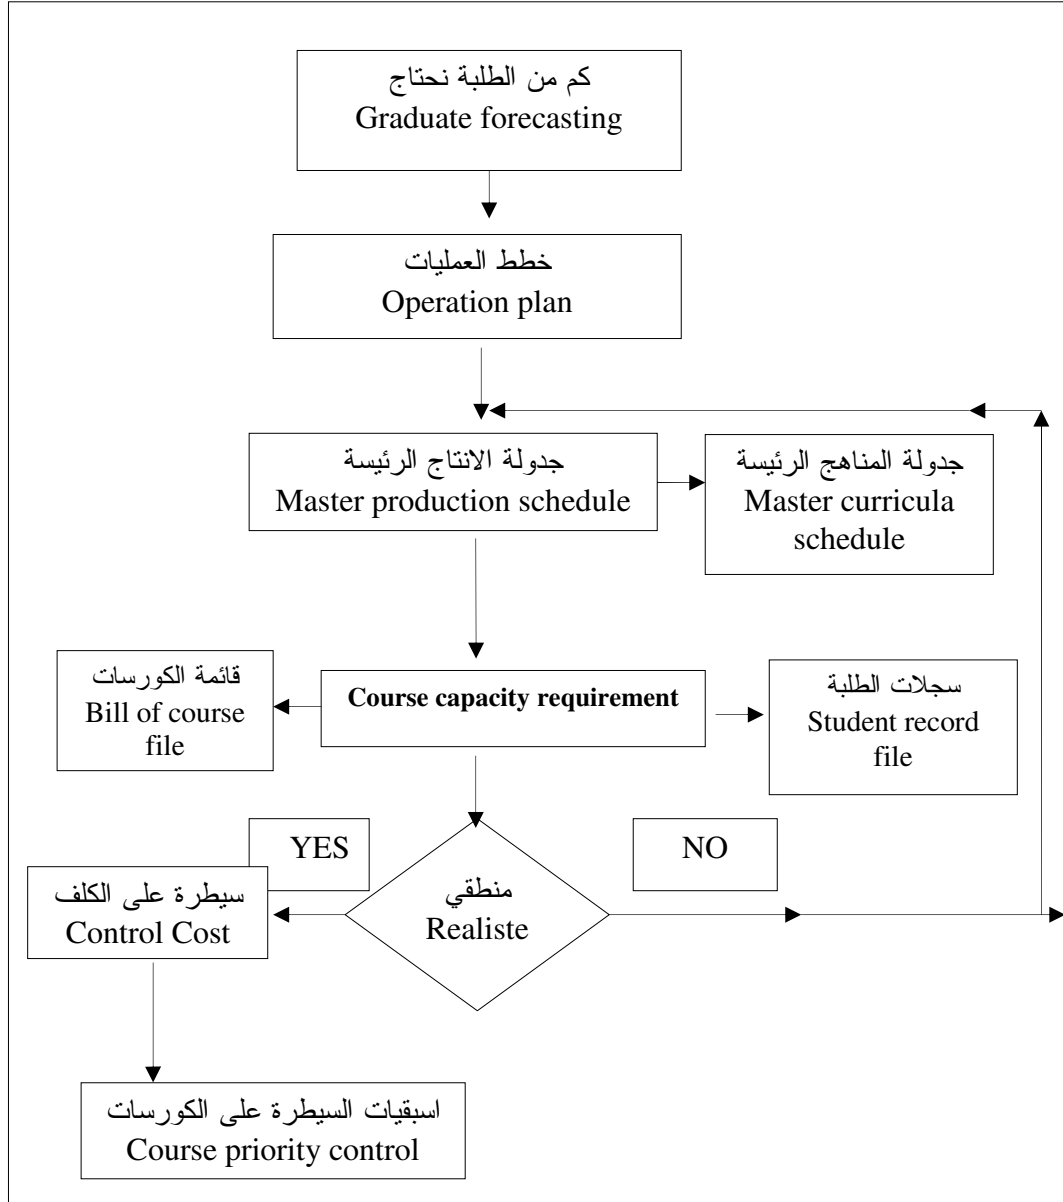 كم من الطلبة نحتاج
Graduate forecasting
خطط العمليات
Operation plan
جدولة الانتاج الرئيسة
Master production schedule
جدولة المناهج الرئيسة
Master curricula
schedule
قائمة الكورسات
Bill of course
file
Course capacity requirement
سجلات الطلبة
Student record
file
YES
NO
منطقي
Realiste
سيطرة على الكلف
Control Cost
اسبقيات السيطرة على الكورسات
Course priority control